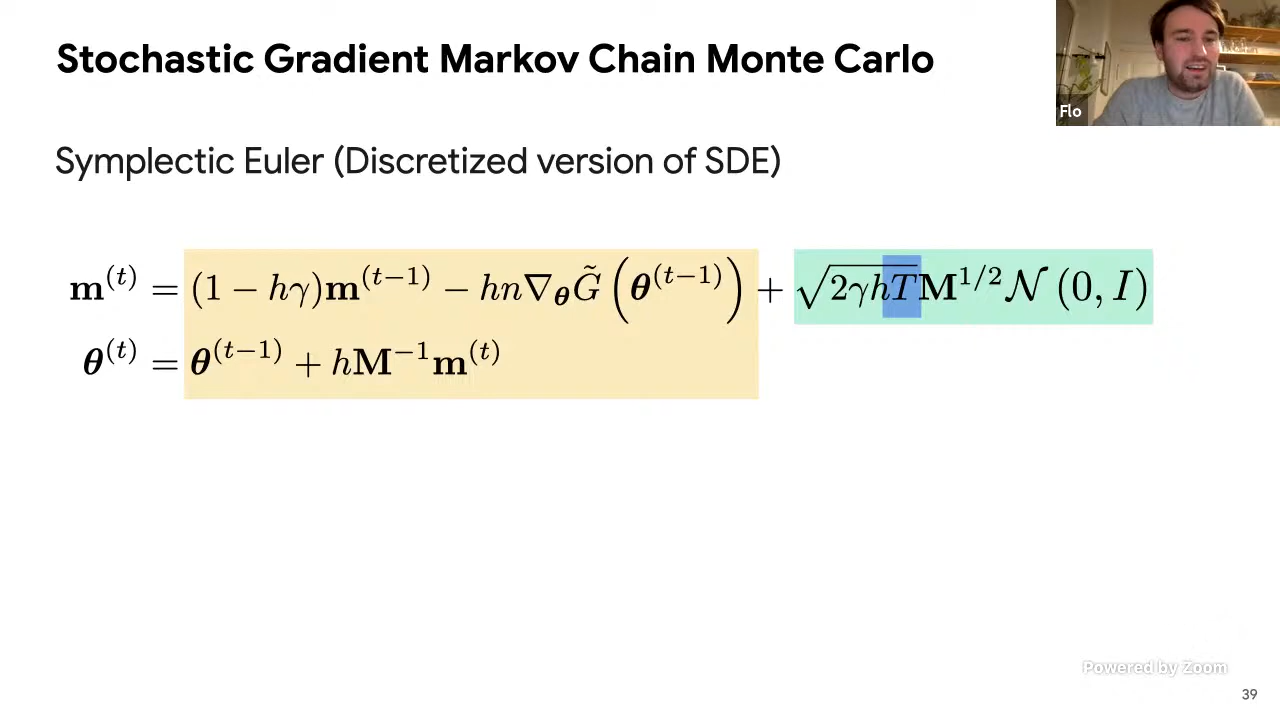 Stochastic Gradient Markov Chain Monte Carlo
Flo
Symplectic Euler (Discretized version of SDE)
𝐦^(t) = (1 − hγ)𝐦^(t−1) − hn∇_𝜽 G̃(𝜽^(t−1)) + √(2γhT) 𝐌^1/2 𝒩(0, I)
𝜽^(t) = 𝜽^(t−1) + h𝐌^−1 𝐦^(t)
Powered by Zoom
39